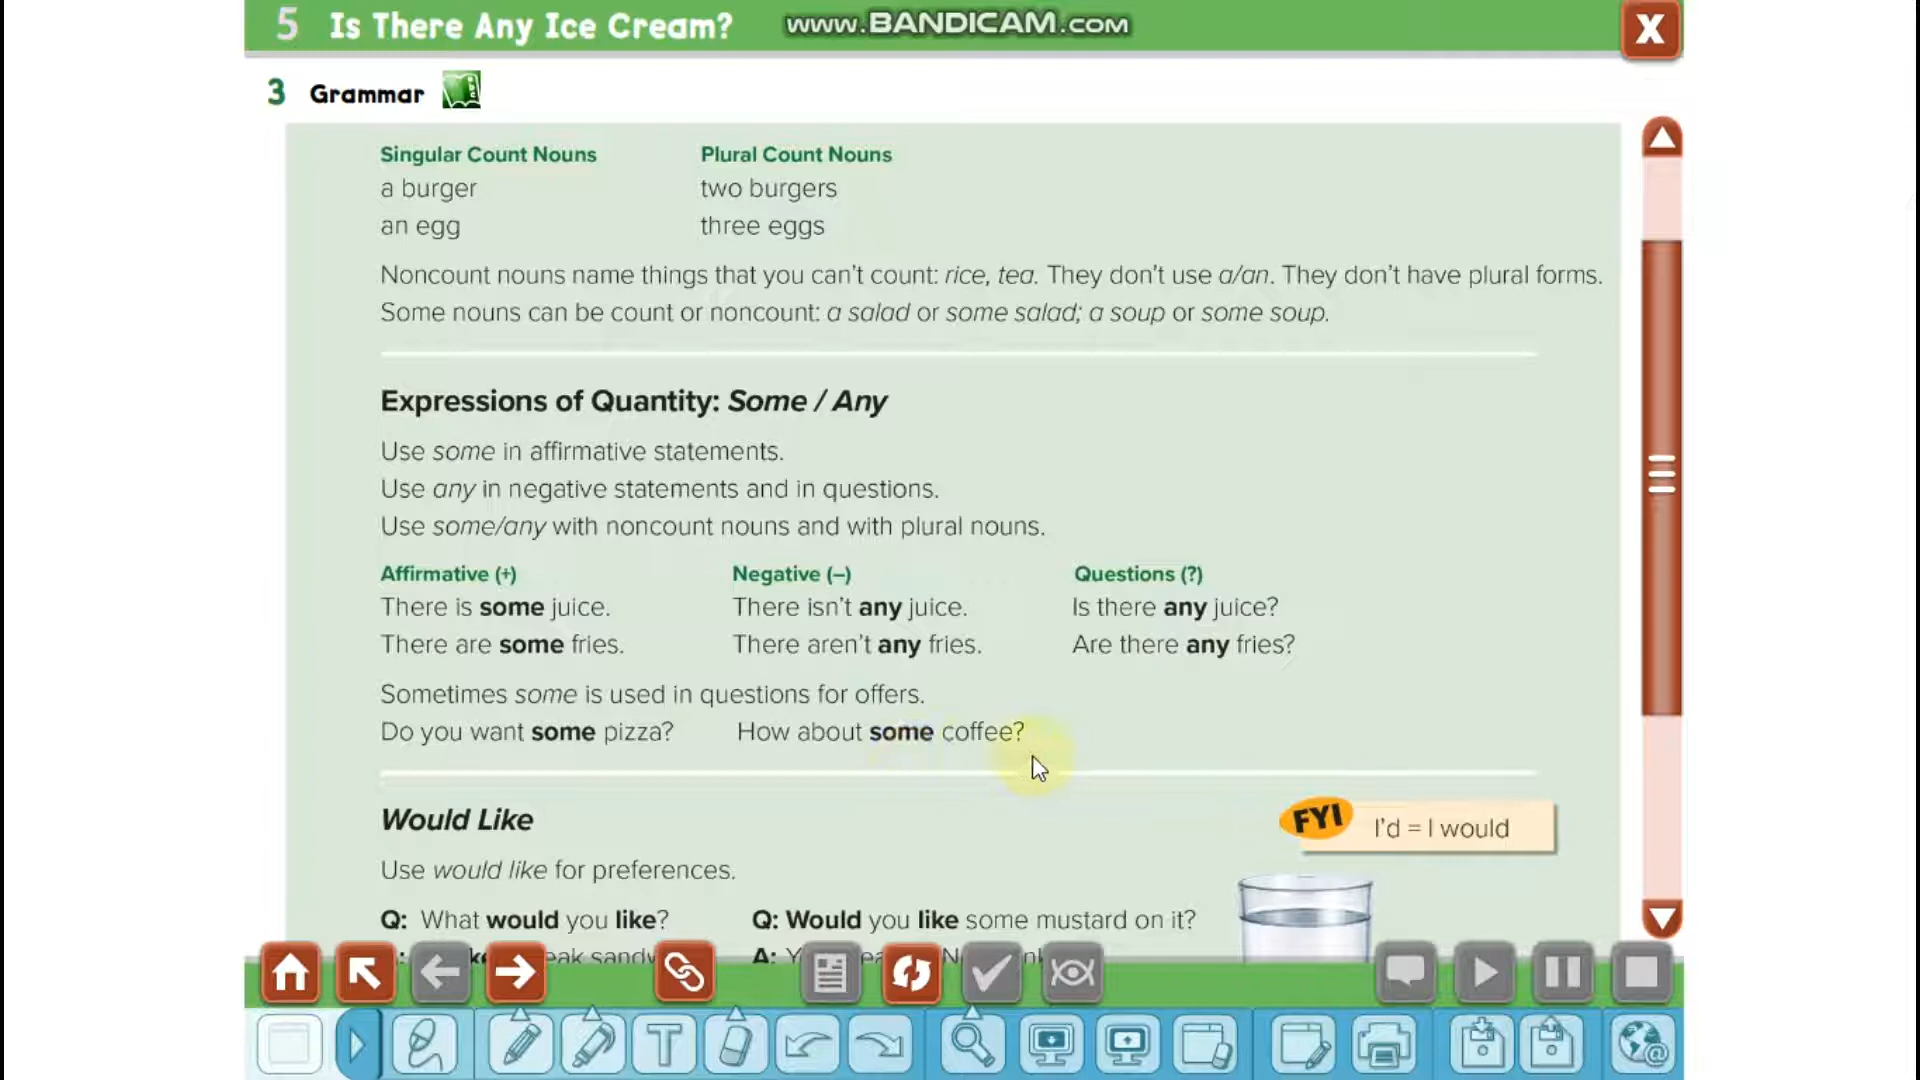 5 Is There Any Ice Cream?
www.BANDICAM.com
X
3 Grammar
Singular Count Nouns Plural Count Nouns
a burger two burgers
an egg three eggs
Noncount nouns name things that you can't count: rice, tea. They don't use a/an. They don't have plural forms.
Some nouns can be count or noncount: a salad or some salad; a soup or some soup.
Expressions of Quantity: Some / Any
Use some in affirmative statements.
Use any in negative statements and in questions.
Use some/any with noncount nouns and with plural nouns.
Affirmative (+) Negative (–) Questions (?)
There is some juice. There isn't any juice. Is there any juice?
There are some fries. There aren't any fries. Are there any fries?
Sometimes some is used in questions for offers.
Do you want some pizza? How about some coffee?
Would Like
FYI I'd = I would
Use would like for preferences.
Q: What would you like? Q: Would you like some mustard on it?
A:
T